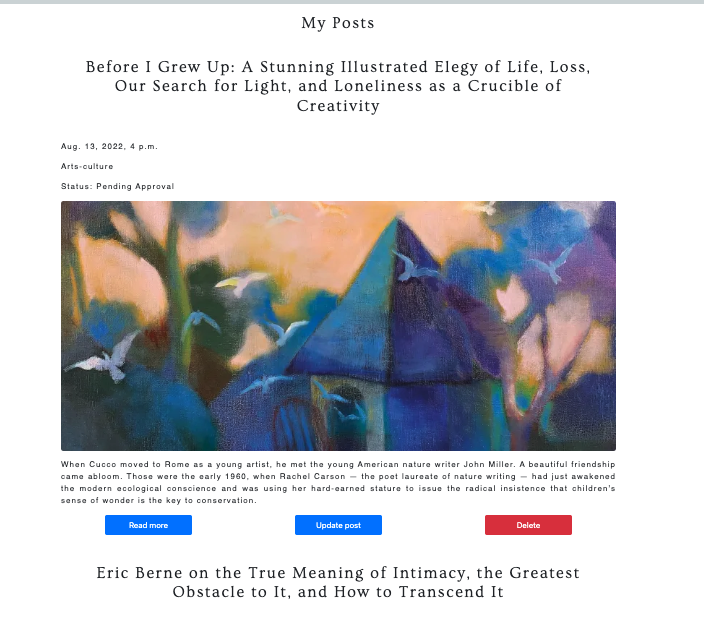 My Posts
Before I Grew Up: A Stunning Illustrated Elegy of Life, Loss,
Our Search for Light, and Loneliness as a Crucible of
Creativity
Aug. 13, 2022, 4 p.m.
Arts-culture
Status: Pending Approval
When Cucco moved to Rome as a young artist, he met the young American nature writer John Miller. A beautiful friendship
came abloom. Those were the early 1960, when Rachel Carson — the poet laureate of nature writing — had just awakened
the modern ecological conscience and was using her hard-earned stature to issue the radical insistence that children's
sense of wonder is the key to conservation.
Read more
Update post
Delete
Eric Berne on the True Meaning of Intimacy, the Greatest
Obstacle to It, and How to Transcend It